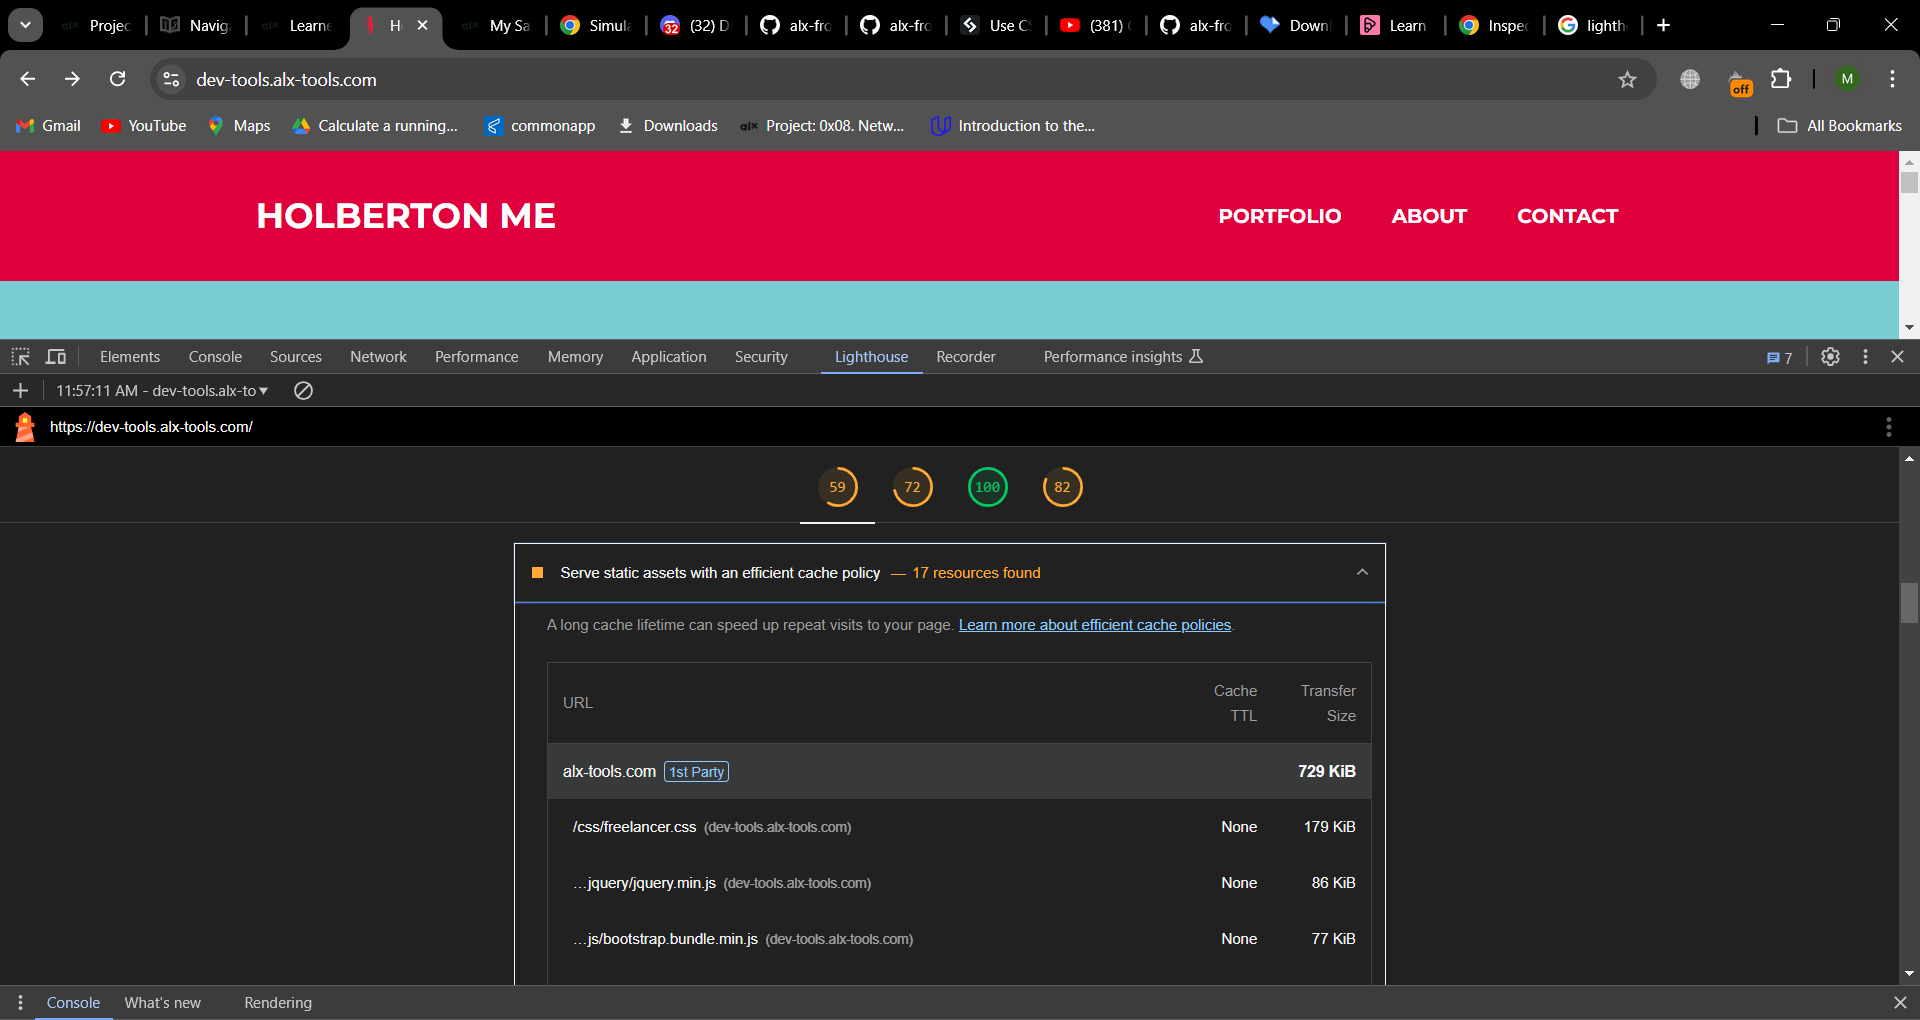 Projec
Naviga
Learne
H
My Sa
Simula
32
(32) D
alx-fro
alx-fro
Use CS
(381)
alx-fro
Downl
Learn
Inspec
lighth
dev-tools.alx-tools.com
off
M
Gmail
YouTube
Maps
Calculate a running...
commonapp
Downloads
alx Project: 0x08. Netw...
Introduction to the...
All Bookmarks
HOLBERTON ME
PORTFOLIO ABOUT CONTACT
Elements Console Sources Network Performance Memory Application Security Lighthouse Recorder Performance insights 7
11:57:11 AM - dev-tools.alx-to
https://dev-tools.alx-tools.com/
59 72 100 82
Serve static assets with an efficient cache policy — 17 resources found
A long cache lifetime can speed up repeat visits to your page. Learn more about efficient cache policies.
URL Cache TTL Transfer Size
alx-tools.com 1st Party 729 KiB
/css/freelancer.css (dev-tools.alx-tools.com) None 179 KiB
…jquery/jquery.min.js (dev-tools.alx-tools.com) None 86 KiB
…js/bootstrap.bundle.min.js (dev-tools.alx-tools.com) None 77 KiB
Console What's new Rendering